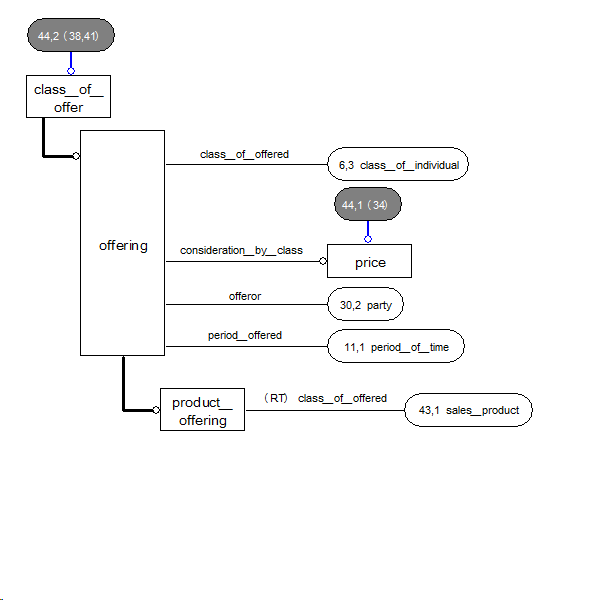 44,2 (38,41)
class__of__
offer
class__of__offered
6,3 class__of__individual
44,1 (34)
offering
consideration__by__class
price
offeror
30,2 party
period__offered
11,1 period__of__time
product__
offering
(RT) class__of__offered
43,1 sales__product